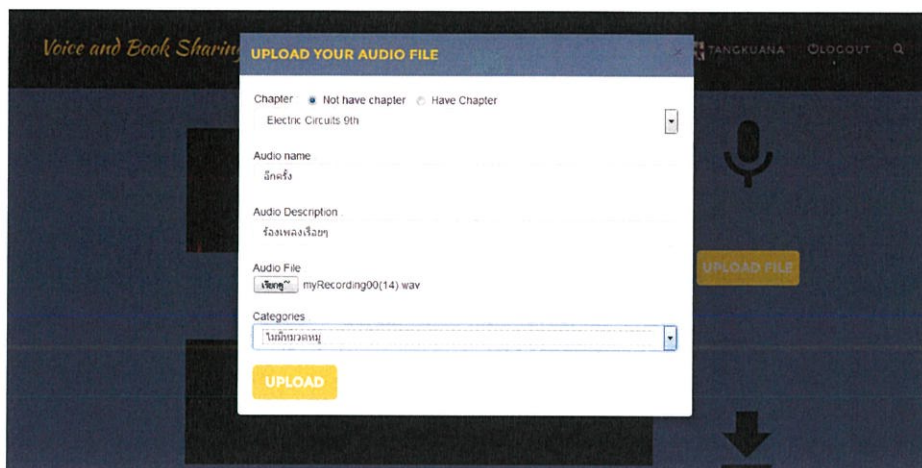 Voice and Book Sharing
UPLOAD YOUR AUDIO FILE
×
TANGKUANA
LOGOUT
Chapter
Not have chapter
Have Chapter
Electric Circuits 9th
Audio name
อีกครั้ง
Audio Description
ร้องเพลงเรื่อยๆ
Audio File
เรียกดู~
myRecording00(14) wav
Categories
ไม่มีหมวดหมู่
UPLOAD
UPLOAD FILE